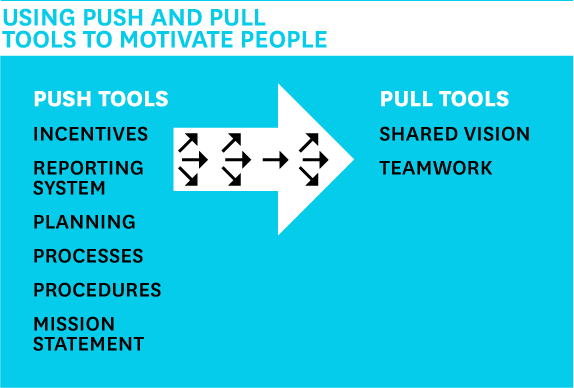 USING PUSH AND PULL
TOOLS TO MOTIVATE PEOPLE
PUSH TOOLS
INCENTIVES
REPORTING
SYSTEM
PLANNING
PROCESSES
PROCEDURES
MISSION
STATEMENT
PULL TOOLS
SHARED VISION
TEAMWORK